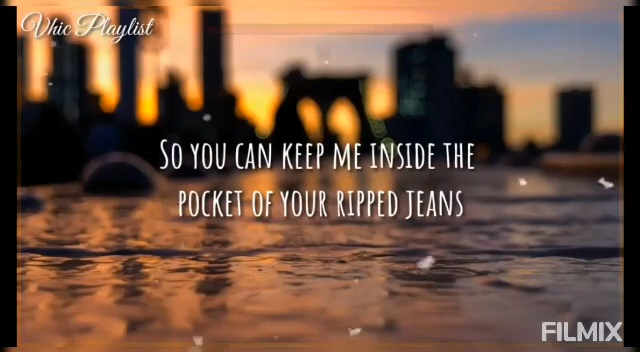 Vhic Playlist
So you can keep me inside the
pocket of your ripped jeans
FILMIX